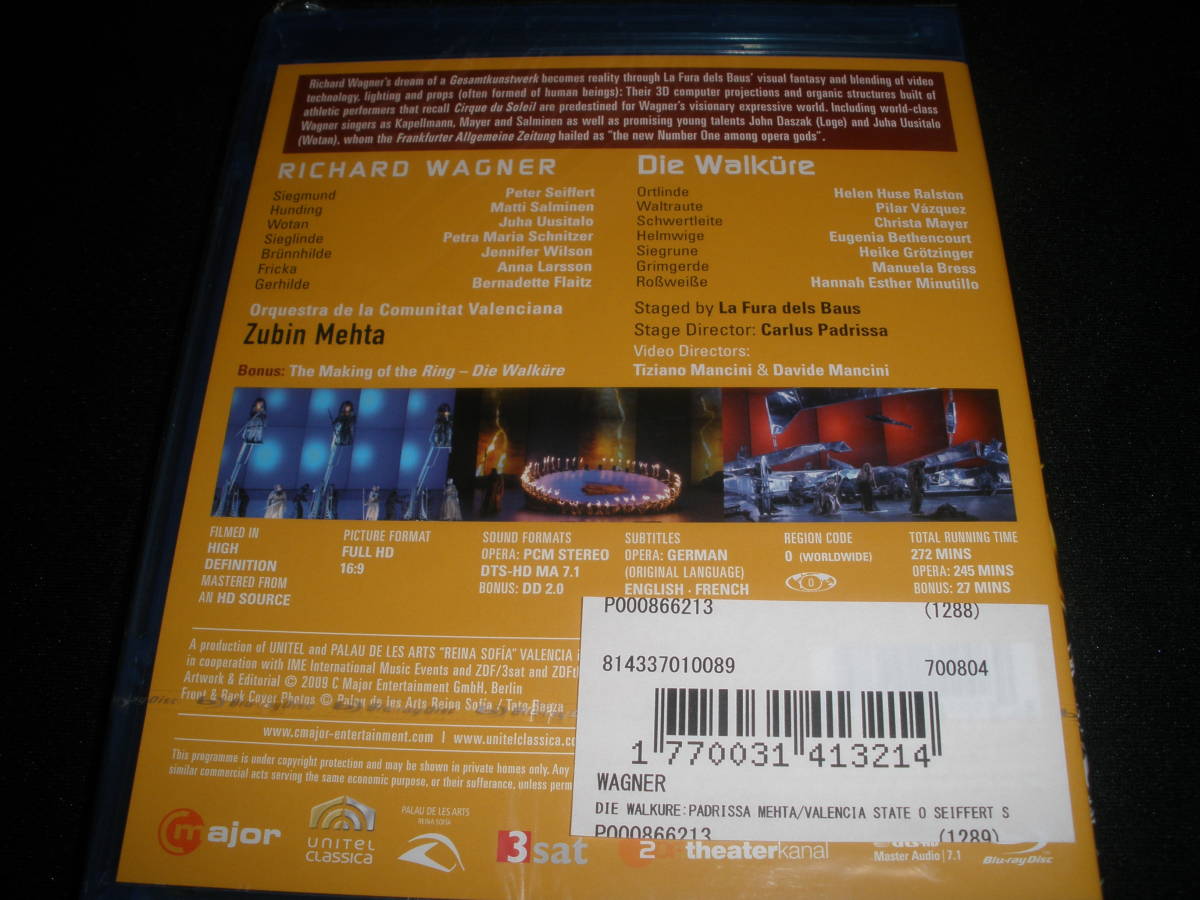 Richard Wagner's dream of a Gesamtkunstwerk becomes reality through La Fura dels Baus' visual fantasy and blending of video
technology, lighting and props (often formed of human beings): Their 3D computer projections and organic structures built of
athletic performers that recall Cirque du Soleil are predestined for Wagner's visionary expressive world. Including world-class
Wagner singers as Kapellmann, Mayer and Salminen as well as promising young talents John Daszak (Loge) and Juha Uusitalo
(Wotan), whom the Frankfurter Allgemeine Zeitung hailed as "the new Number One among opera gods".
RICHARD WAGNER
Siegmund Peter Seiffert
Hunding Matti Salminen
Wotan Juha Uusitalo
Sieglinde Petra Maria Schnitzer
Brünnhilde Jennifer Wilson
Fricka Anna Larsson
Gerhilde Bernadette Flaitz
Orquestra de la Comunitat Valenciana
Zubin Mehta
Bonus: The Making of the Ring – Die Walküre
Die Walküre
Ortlinde Helen Huse Ralston
Waltraute Pilar Vázquez
Schwertleite Christa Mayer
Helmwige Eugenia Bethencourt
Siegrune Heike Grötzinger
Grimgerde Manuela Bress
Roßweiße Hannah Esther Minutillo
Staged by La Fura dels Baus
Stage Director: Carlus Padrissa
Video Directors:
Tiziano Mancini & Davide Mancini
FILMED IN
HIGH
DEFINITION
MASTERED FROM
AN HD SOURCE
PICTURE FORMAT
FULL HD
16:9
SOUND FORMATS
OPERA: PCM STEREO
DTS-HD MA 7.1
BONUS: DD 2.0
SUBTITLES
OPERA: GERMAN
(ORIGINAL LANGUAGE)
ENGLISH · FRENCH
REGION CODE
0 (WORLDWIDE)
0
TOTAL RUNNING TIME
272 MINS
OPERA: 245 MINS
BONUS: 27 MINS
A production of UNITEL and PALAU DE LES ARTS "REINA SOFÍA" VALENCIA
in cooperation with IME International Music Events and ZDF/3sat and
Artwork & Editorial © 2009 C Major Entertainment GmbH, Berlin
Front & Back Cover Photos © Palau de les Arts Reina Sofía / Tato Baeza
www.cmajor-entertainment.com | www.unitelclassica.co
This programme is under copyright protection and may be shown in private homes only. Any
similar commercial acts serving the same economic purpose, or their sufferance, unless
P000866213 (1288)
814337010089 700804
1 770031 413214
WAGNER
DIE WALKURE:PADRISSA MEHTA/VALENCIA STATE O SEIFFERT S
P000866213 (1289)
C major
UNITEL
CLASSICA
PALAU DE LES ARTS
REINA SOFÍA
3sat
theaterkanal
Master Audio | 7.1
Blu-ray Disc